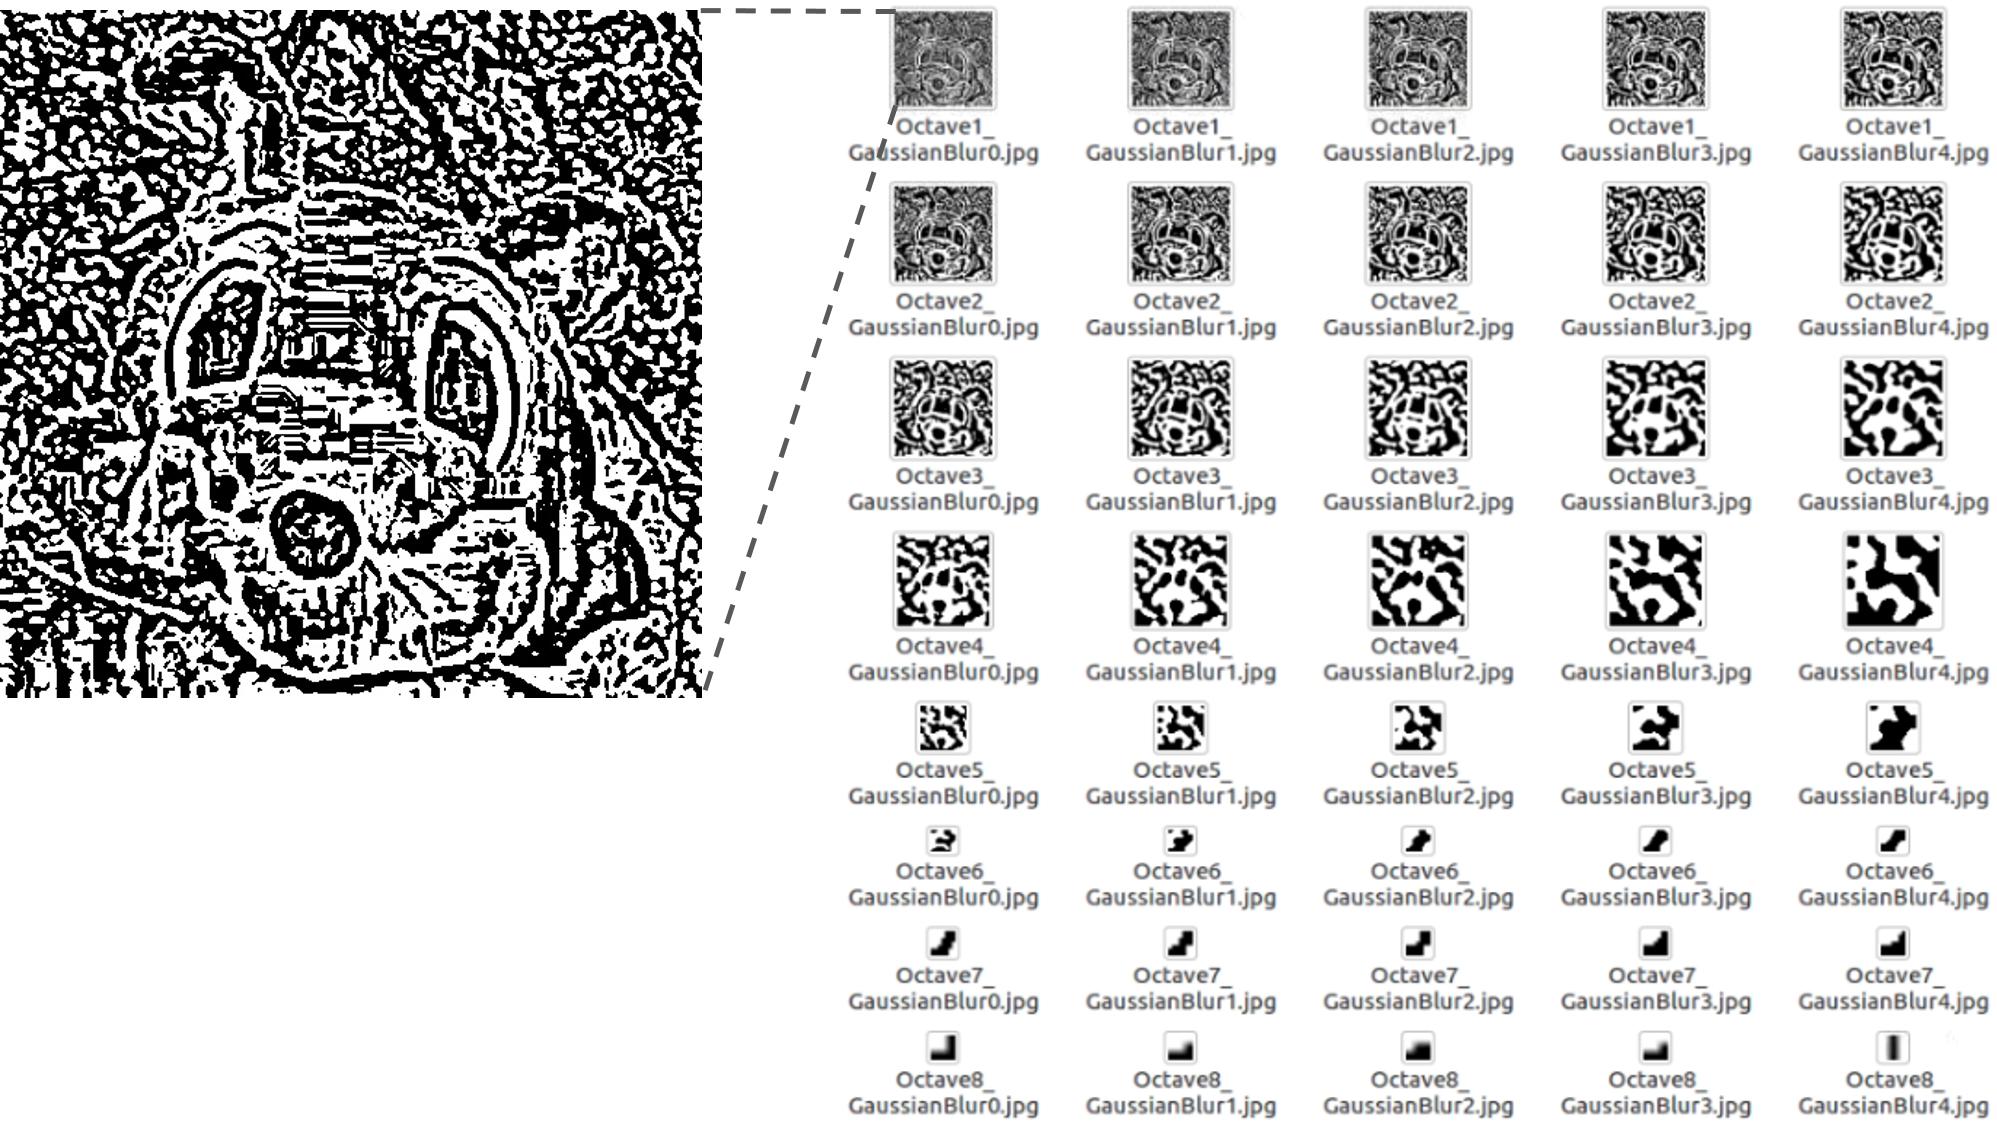 Octave1_ Octave1_ Octave1_ Octave1_ Octave1_
GaussianBlur0.jpg GaussianBlur1.jpg GaussianBlur2.jpg GaussianBlur3.jpg GaussianBlur4.jpg
Octave2_ Octave2_ Octave2_ Octave2_ Octave2_
GaussianBlur0.jpg GaussianBlur1.jpg GaussianBlur2.jpg GaussianBlur3.jpg GaussianBlur4.jpg
Octave3_ Octave3_ Octave3_ Octave3_ Octave3_
GaussianBlur0.jpg GaussianBlur1.jpg GaussianBlur2.jpg GaussianBlur3.jpg GaussianBlur4.jpg
Octave4_ Octave4_ Octave4_ Octave4_ Octave4_
GaussianBlur0.jpg GaussianBlur1.jpg GaussianBlur2.jpg GaussianBlur3.jpg GaussianBlur4.jpg
Octave5_ Octave5_ Octave5_ Octave5_ Octave5_
GaussianBlur0.jpg GaussianBlur1.jpg GaussianBlur2.jpg GaussianBlur3.jpg GaussianBlur4.jpg
Octave6_ Octave6_ Octave6_ Octave6_ Octave6_
GaussianBlur0.jpg GaussianBlur1.jpg GaussianBlur2.jpg GaussianBlur3.jpg GaussianBlur4.jpg
Octave7_ Octave7_ Octave7_ Octave7_ Octave7_
GaussianBlur0.jpg GaussianBlur1.jpg GaussianBlur2.jpg GaussianBlur3.jpg GaussianBlur4.jpg
Octave8_ Octave8_ Octave8_ Octave8_ Octave8_
GaussianBlur0.jpg GaussianBlur1.jpg GaussianBlur2.jpg GaussianBlur3.jpg GaussianBlur4.jpg